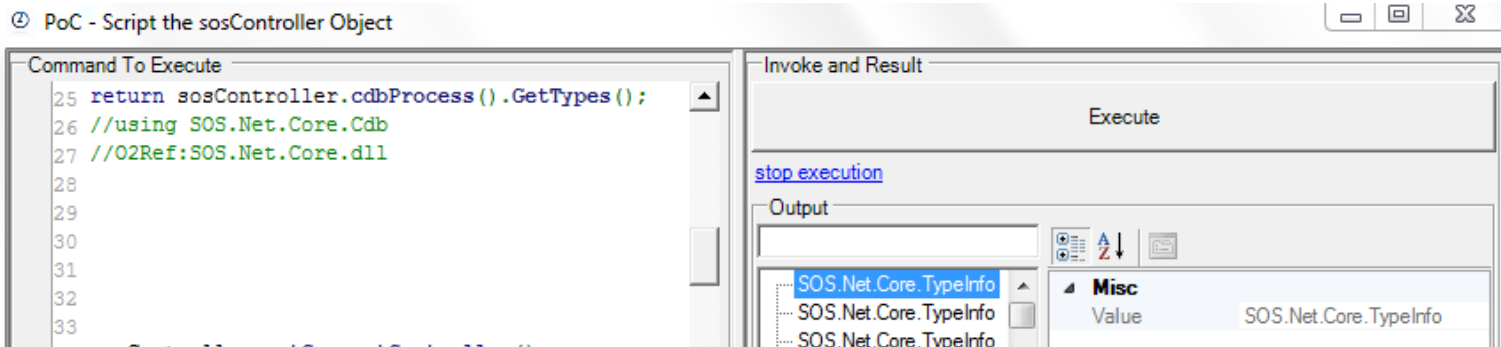 PoC - Script the sosController Object
Command To Execute
25 return sosController.cdbProcess().GetTypes();
26 //using SOS.Net.Core.Cdb
27 //O2Ref:SOS.Net.Core.dll
28
29
30
31
32
33
Invoke and Result
Execute
stop execution
Output
SOS.Net.Core.TypeInfo
SOS.Net.Core.TypeInfo
SOS.Net.Core.TypeInfo
Misc
Value SOS.Net.Core.TypeInfo